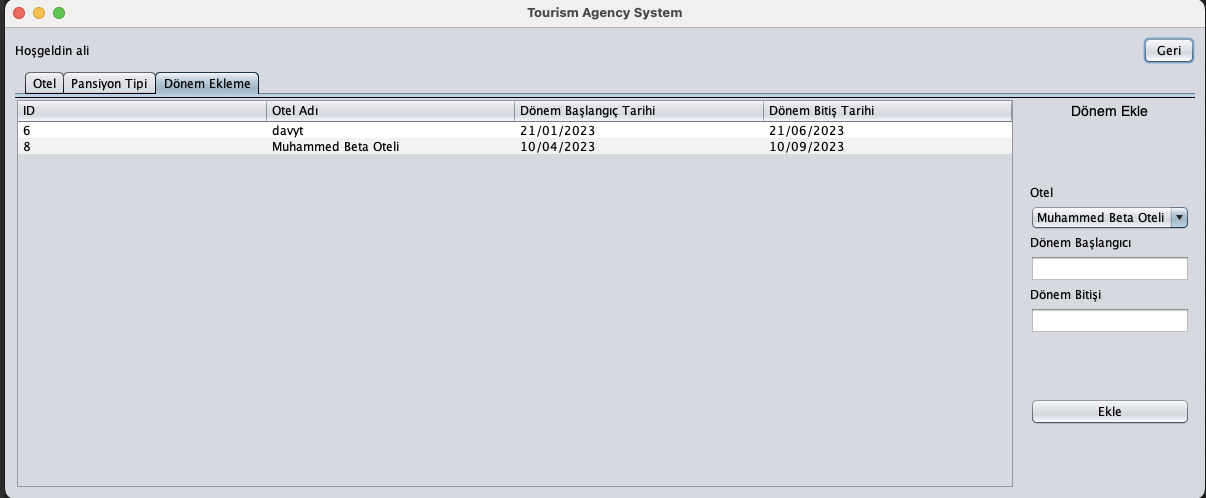 Tourism Agency System
Hoşgeldin ali
Geri
Otel Pansiyon Tipi Dönem Ekleme
ID Otel Adı Dönem Başlangıç Tarihi Dönem Bitiş Tarihi
6 davyt 21/01/2023 21/06/2023
8 Muhammed Beta Oteli 10/04/2023 10/09/2023
Dönem Ekle
Otel
Muhammed Beta Oteli
Dönem Başlangıcı
Dönem Bitişi
Ekle